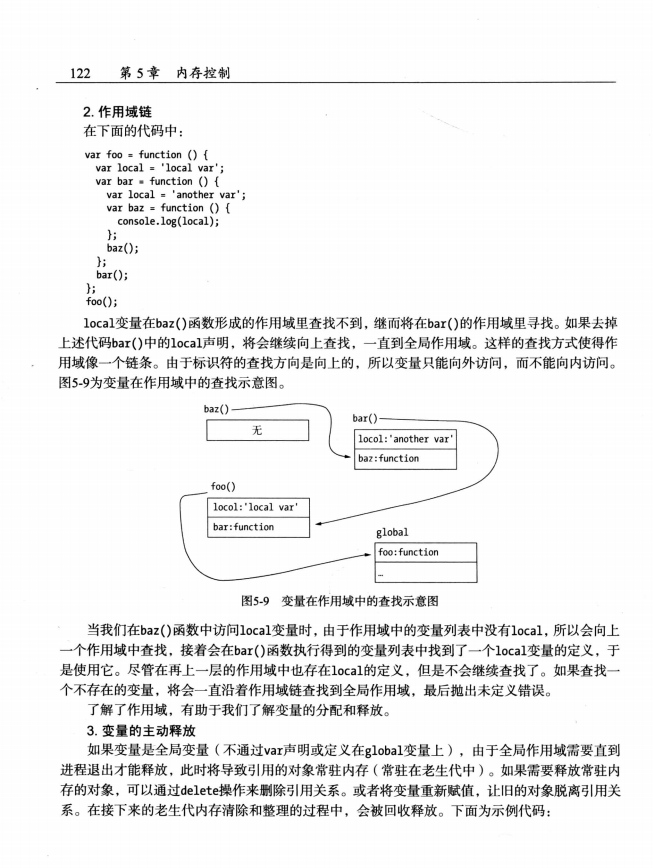 122 第 5 章 内存控制
2. 作用域链
在下面的代码中：
var foo = function () {
var local = 'local var';
var bar = function () {
var local = 'another var';
var baz = function () {
console.log(local);
};
baz();
};
bar();
};
foo();
local变量在baz()函数形成的作用域里查找不到，继而将在bar()的作用域里寻找。如果去掉
上述代码bar()中的local声明，将会继续向上查找，一直到全局作用域。这样的查找方式使得作
用域像一个链条。由于标识符的查找方向是向上的，所以变量只能向外访问，而不能向内访问。
图5-9为变量在作用域中的查找示意图。
baz()
无
bar()
locol:'another var'
baz:function
foo()
locol:'local var'
bar:function
global
foo:function
…
图5-9 变量在作用域中的查找示意图
当我们在baz()函数中访问local变量时，由于作用域中的变量列表中没有local，所以会向上
一个作用域中查找，接着会在bar()函数执行得到的变量列表中找到了一个local变量的定义，于
是使用它。尽管在再上一层的作用域中也存在local的定义，但是不会继续查找了。如果查找一
个不存在的变量，将会一直沿着作用域链查找到全局作用域，最后抛出未定义错误。
了解了作用域，有助于我们了解变量的分配和释放。
3. 变量的主动释放
如果变量是全局变量（不通过var声明或定义在global变量上），由于全局作用域需要直到
进程退出才能释放，此时将导致引用的对象常驻内存（常驻在老生代中）。如果需要释放常驻内
存的对象，可以通过delete操作来删除引用关系。或者将变量重新赋值，让旧的对象脱离引用关
系。在接下来的老生代内存清除和整理的过程中，会被回收释放。下面为示例代码：